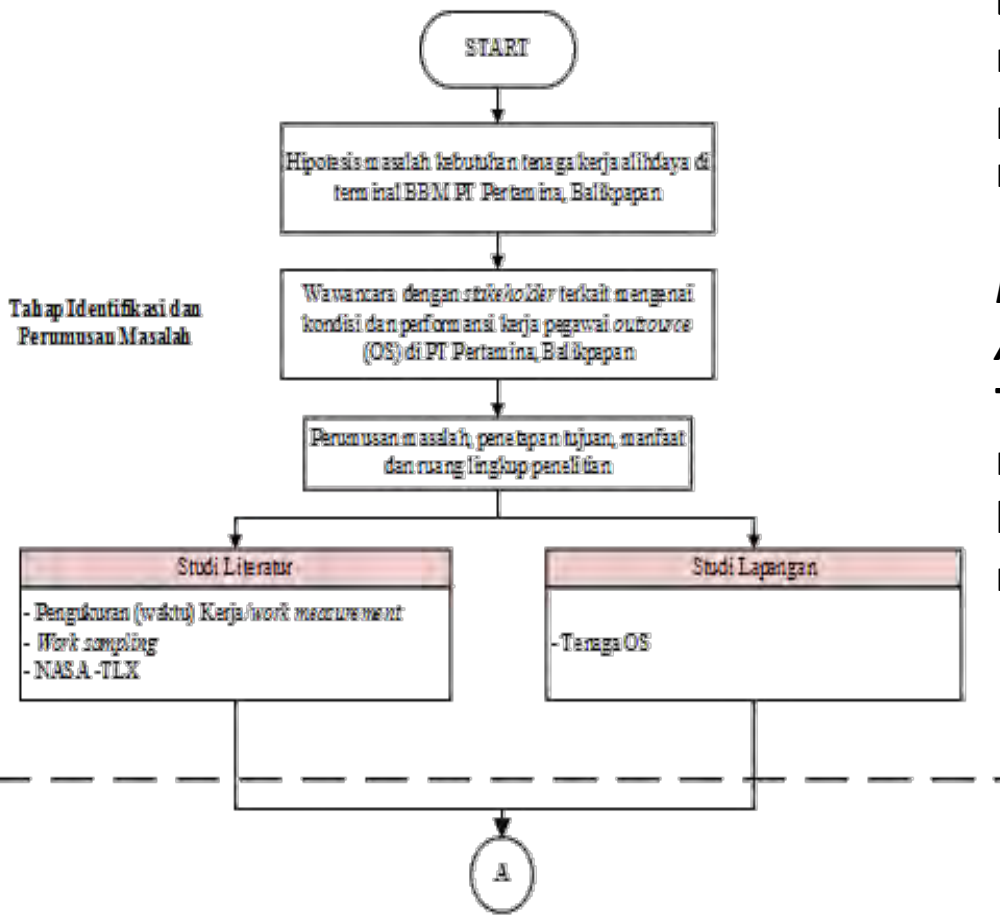 START
Hipotesis masalah kebutuhan tenaga kerja alihdaya di
terminal BBM PT Pertamina, Balikpapan
Tahap Identifikasi dan
Perumusan Masalah
Wawancara dengan stakeholder terkait mengenai
kondisi dan performansi kerja pegawai outsource
(OS) di PT Pertamina, Balikpapan
Perumusan masalah, penetapan tujuan, manfaat
dan ruang lingkup penelitian
Studi Literatur
- Pengukuran (waktu) Kerja/work measurement
- Work sampling
- NASA -TLX
Studi Lapangan
- Tenaga OS
A